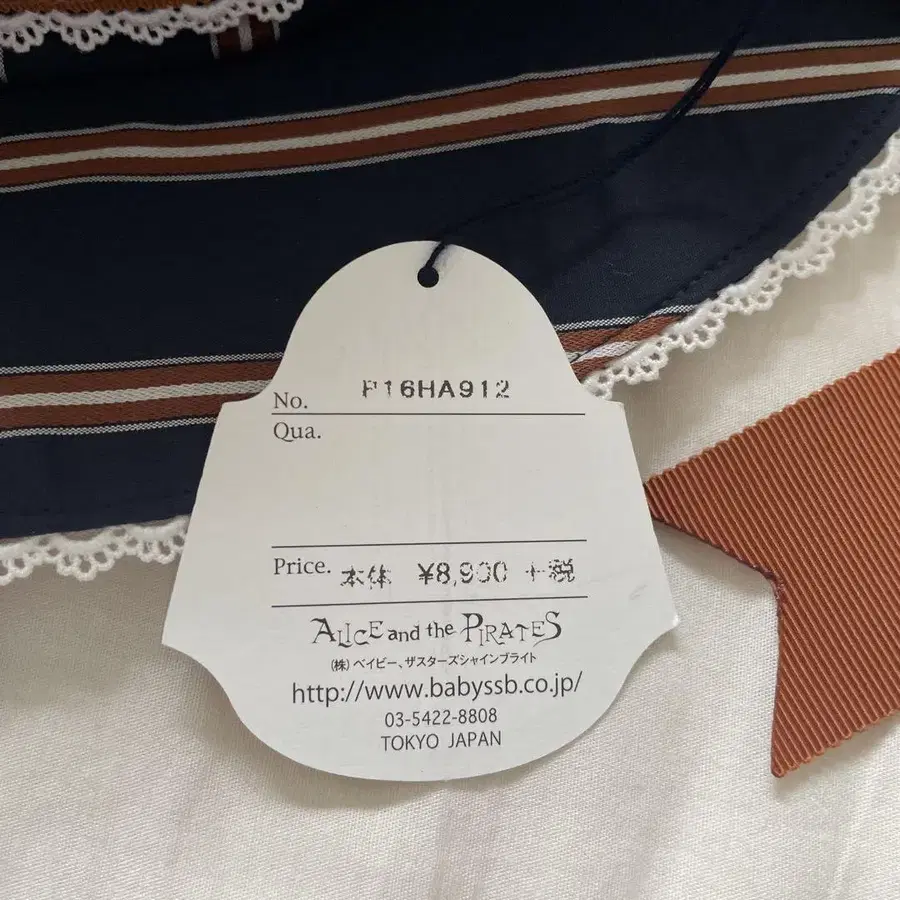 No. P16HA912
Qua.
Price. 本体 ¥8,900 +税
ALICE and the PIRATES
(株)ベイビー、ザスターズシャインブライト
http://www.babyssb.co.jp/
03-5422-8808
TOKYO JAPAN